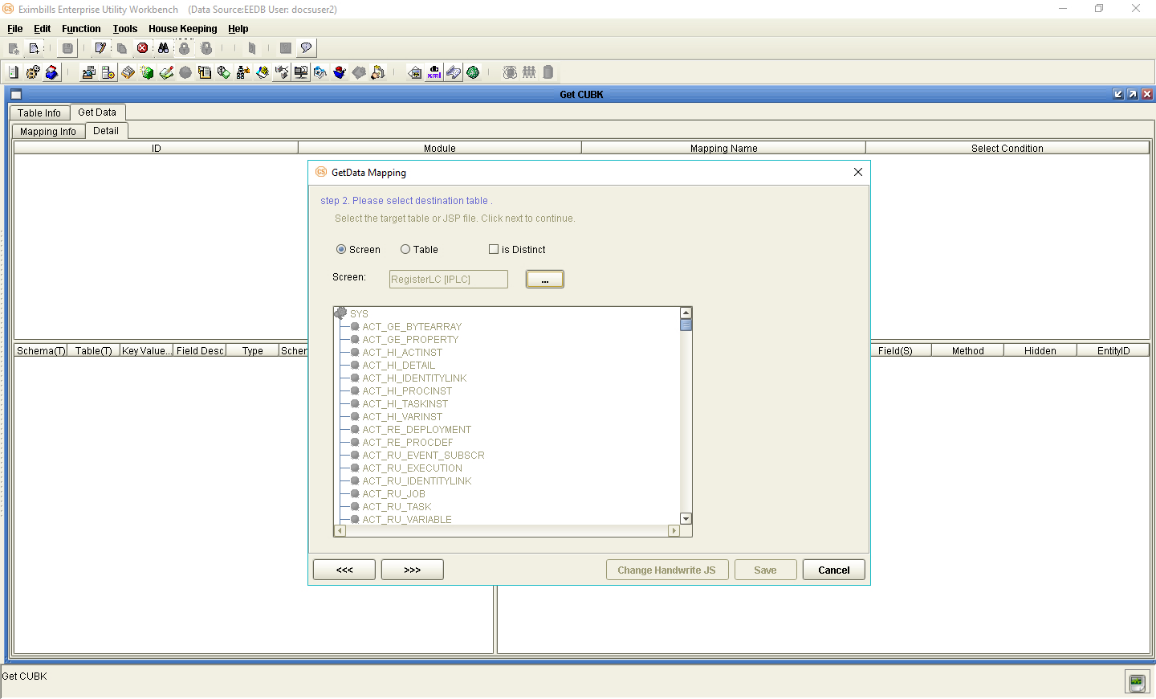 Eximbills Enterprise Utility Workbench (Data Source:EEDB User: docsuser2)
File Edit Function Tools House Keeping Help
Get CUBK
Table Info Get Data
Mapping Info Detail
ID Module Mapping Name Select Condition
GetData Mapping
step 2. Please select destination table .
Select the target table or JSP file. Click next to continue.
Screen Table is Distinct
Screen: RegisterLC [IPLC] ...
SYS
ACT_GE_BYTEARRAY
ACT_GE_PROPERTY
ACT_HI_ACTINST
ACT_HI_DETAIL
ACT_HI_IDENTITYLINK
ACT_HI_PROCINST
ACT_HI_TASKINST
ACT_HI_VARINST
ACT_RE_DEPLOYMENT
ACT_RE_PROCDEF
ACT_RU_EVENT_SUBSCR
ACT_RU_EXECUTION
ACT_RU_IDENTITYLINK
ACT_RU_JOB
ACT_RU_TASK
ACT_RU_VARIABLE
Schema(T) Table(T) Key Value... Field Desc Type Scher Field(S) Method Hidden EntityID
<<< >>> Change Handwrite JS Save Cancel
Get CUBK